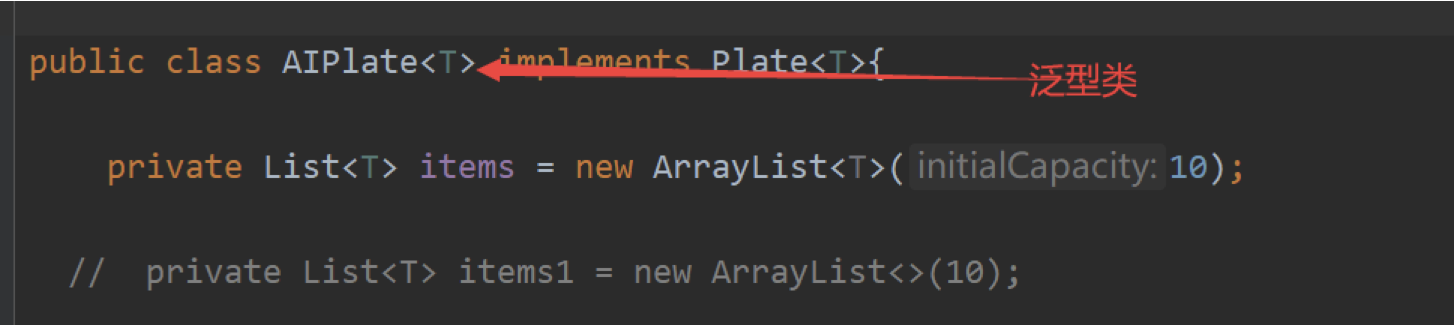 public class AIPlate<T> implements Plate<T>{
泛型类
private List<T> items = new ArrayList<T>( initialCapacity: 10);
// private List<T> items1 = new ArrayList<>(10);